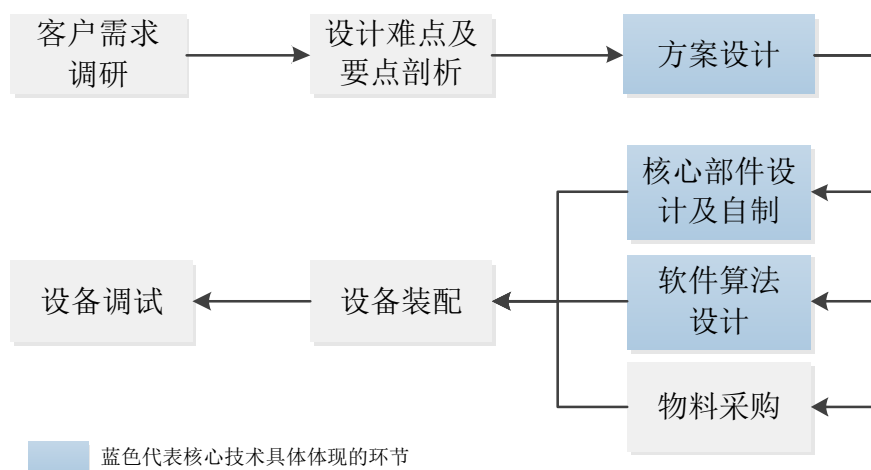 客户需求
调研
设计难点及
要点剖析
方案设计
核心部件设
计及自制
软件算法
设计
物料采购
设备装配
设备调试
蓝色代表核心技术具体体现的环节